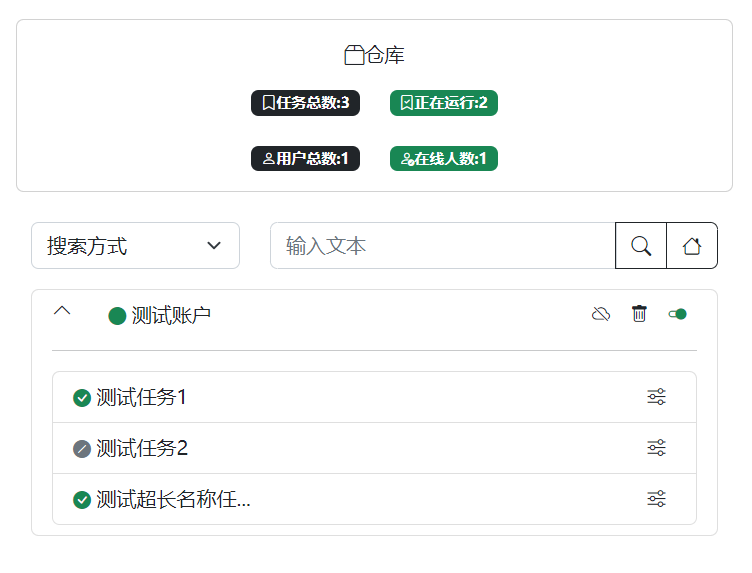 仓库
任务总数:3 正在运行:2
用户总数:1 在线人数:1
搜索方式 输入文本
测试账户
测试任务1
测试任务2
测试超长名称任...